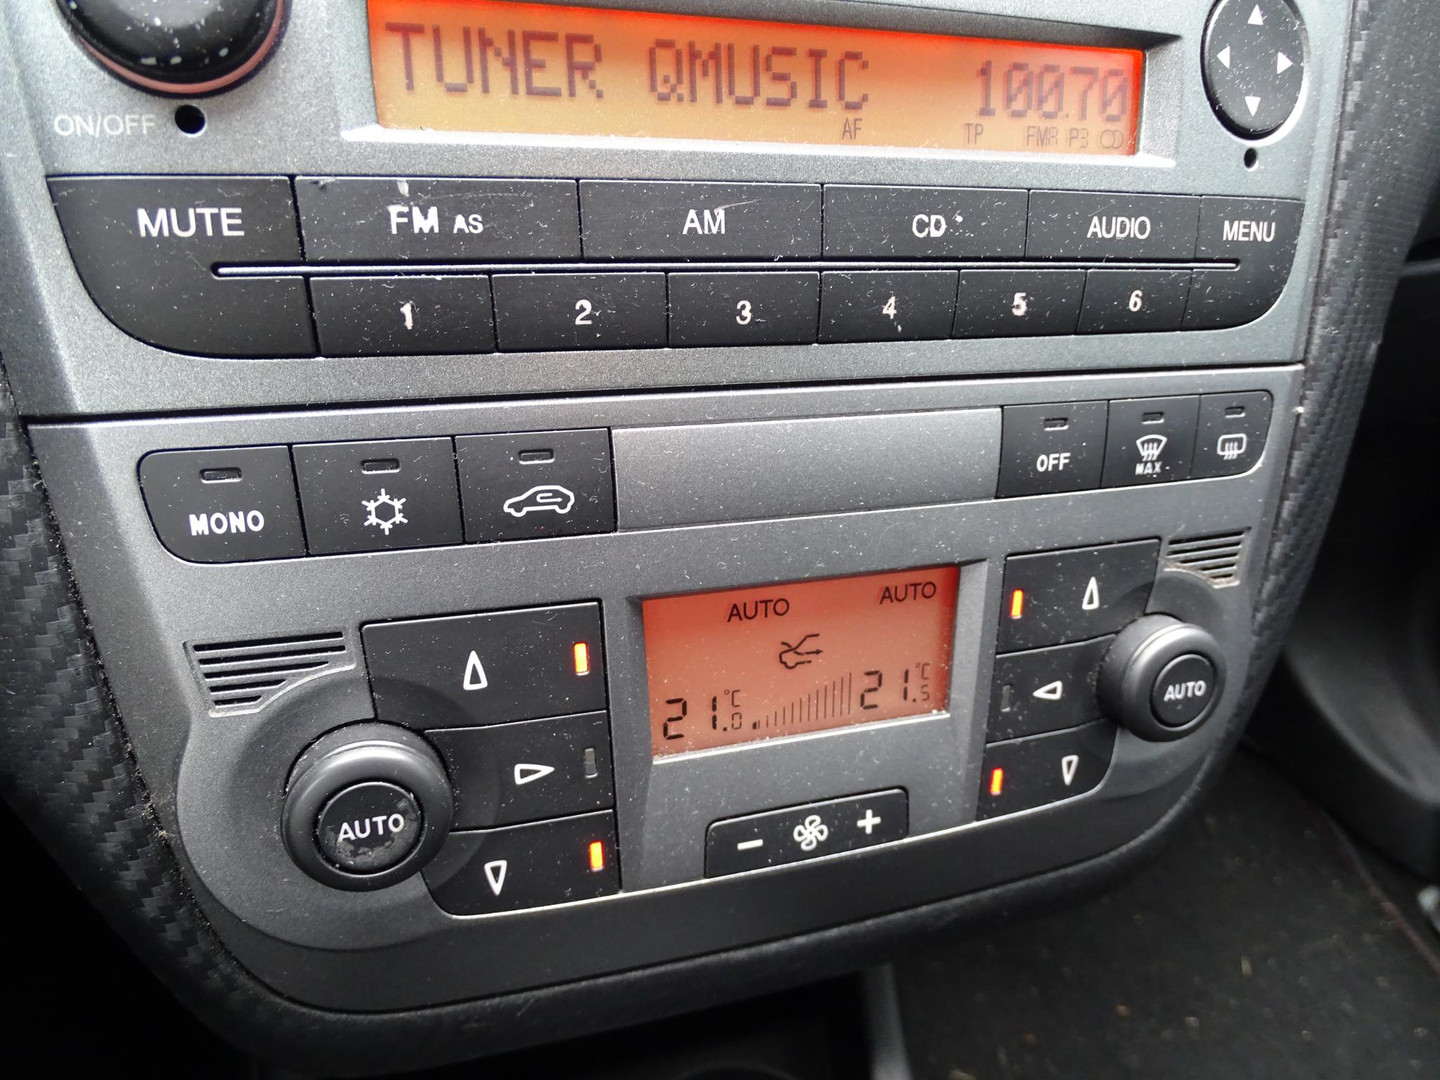 TUNER QMUSIC 100.70
AF TP FMA P3 CD
ON/OFF
MUTE FM AS AM CD AUDIO MENU
1 2 3 4 5 6
MONO OFF MAX
AUTO AUTO
21.0°C 21.5°C
AUTO AUTO
- +